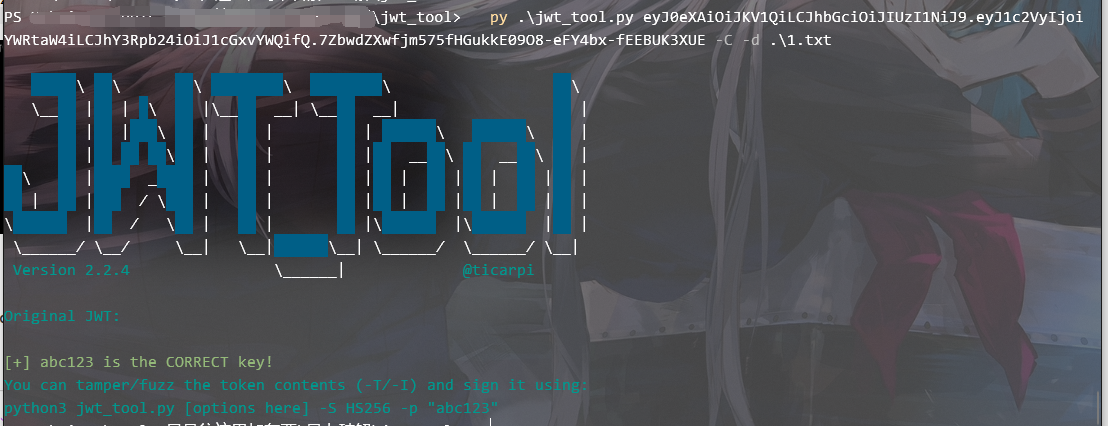 PS \jwt_tool> py .\jwt_tool.py eyJ0eXAiOiJKV1QiLCJhbGciOiJIUzI1NiJ9.eyJ1c2VyIjoi
YWRtaW4iLCJhY3Rpb24iOiJ1cGxvYWQifQ.7ZbwdZXwfjm575fHGukkE09O8-eFY4bx-fEEBUK3XUE -C -d .\1.txt
JWT_Tool
Version 2.2.4 @ticarpi
Original JWT:
[+] abc123 is the CORRECT key!
You can tamper/fuzz the token contents (-T/-I) and sign it using:
python3 jwt_tool.py [options here] -S HS256 -p "abc123"